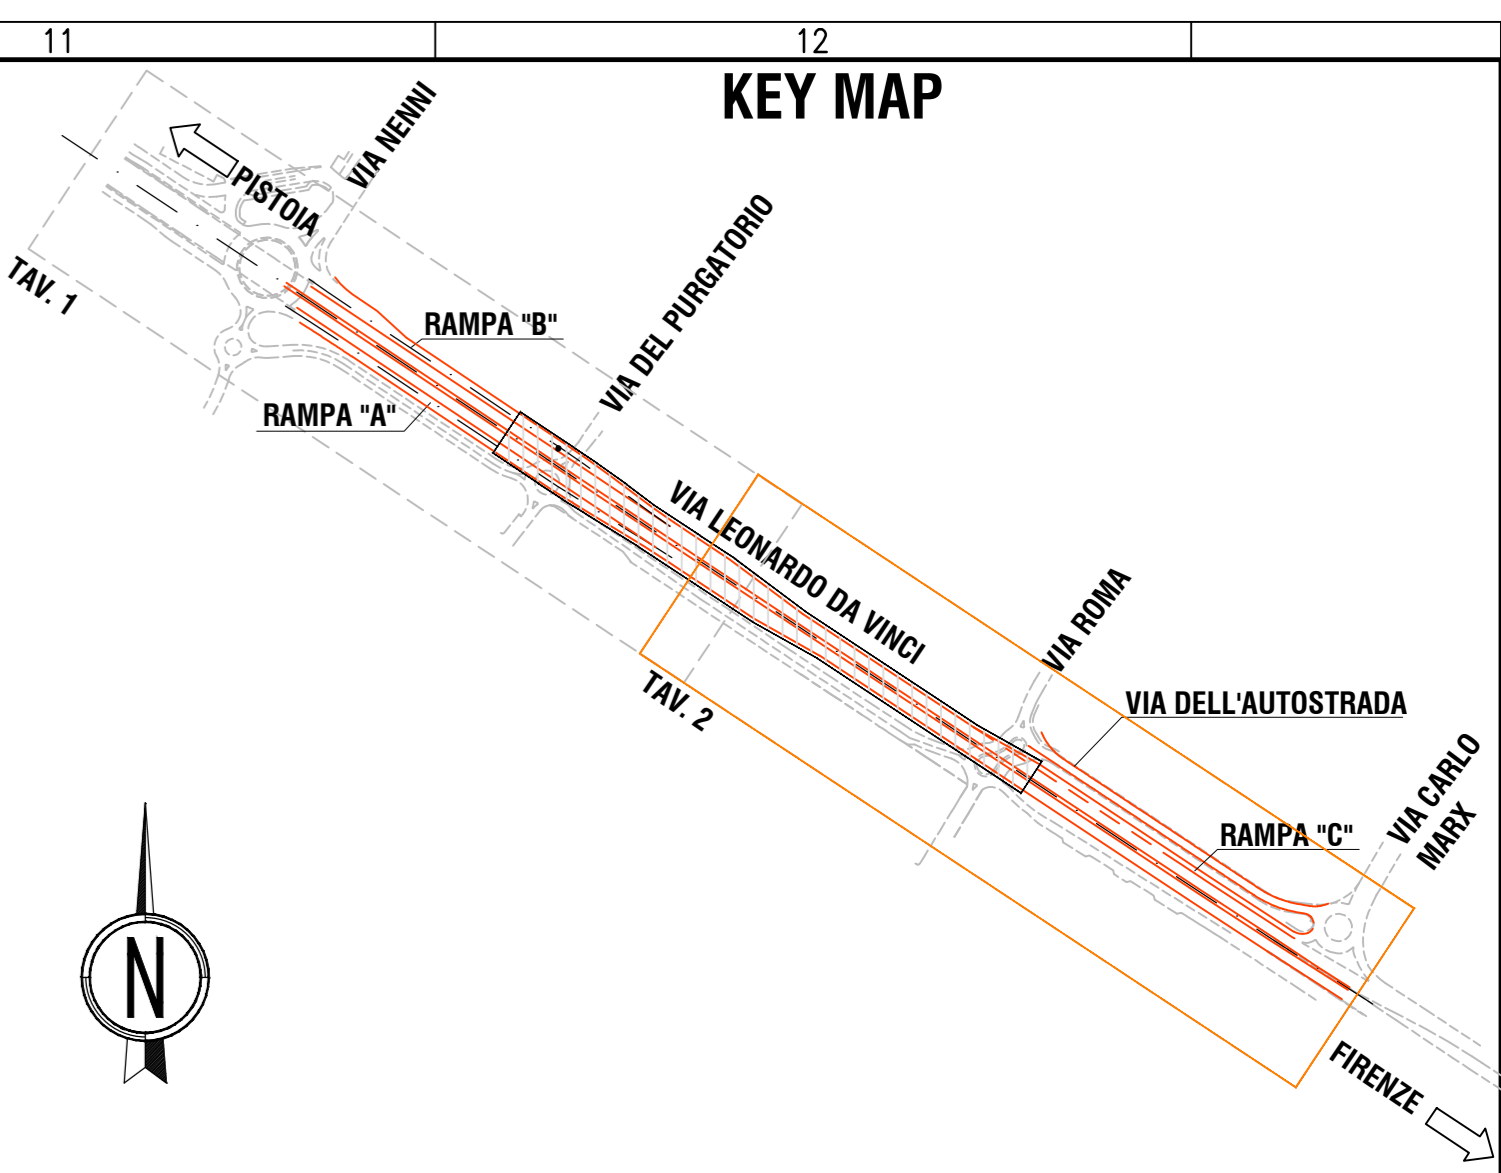 11
12
KEY MAP
VIA NENNI
PISTOIA
TAV. 1
VIA DEL PURGATORIO
RAMPA "B"
RAMPA "A"
VIA LEONARDO DA VINCI
VIA ROMA
TAV. 2
VIA DELL'AUTOSTRADA
VIA CARLO
MARX
RAMPA "C"
N
FIRENZE